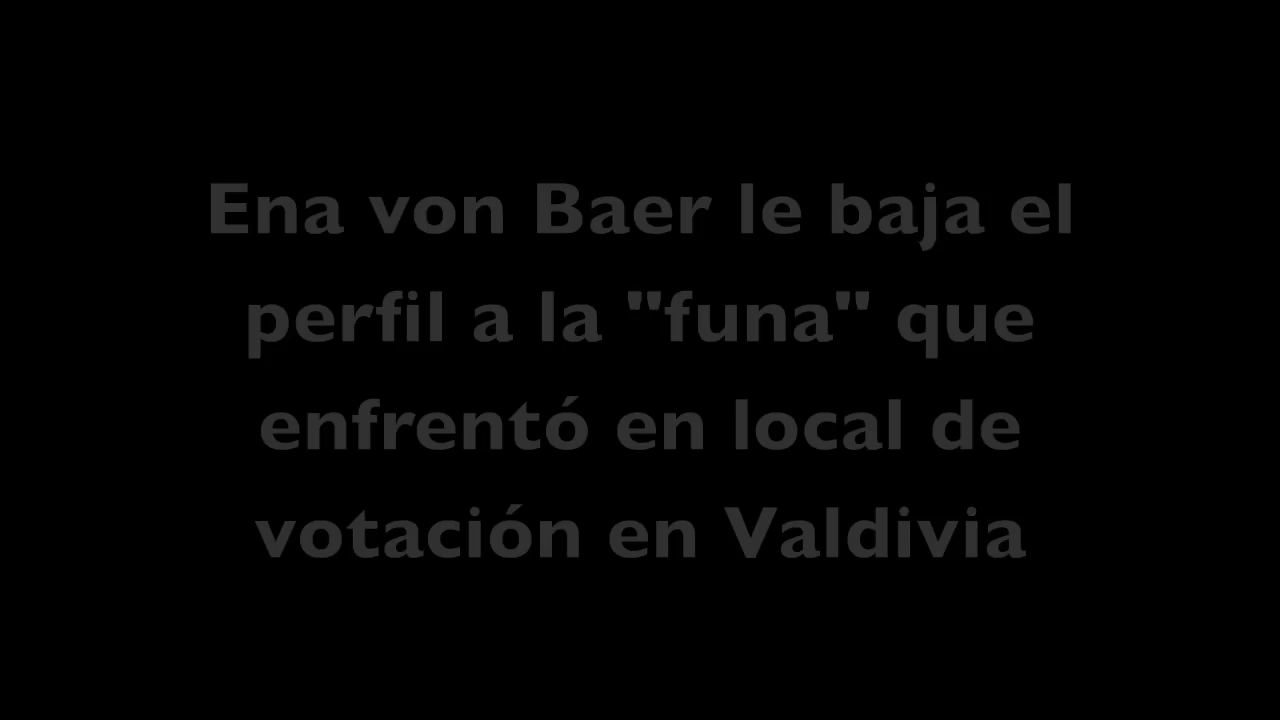 Ena von Baer le baja el
perfil a la "funa" que
enfrentó en local de
votación en Valdivia